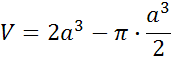 V = 2a³ − π · a³/2